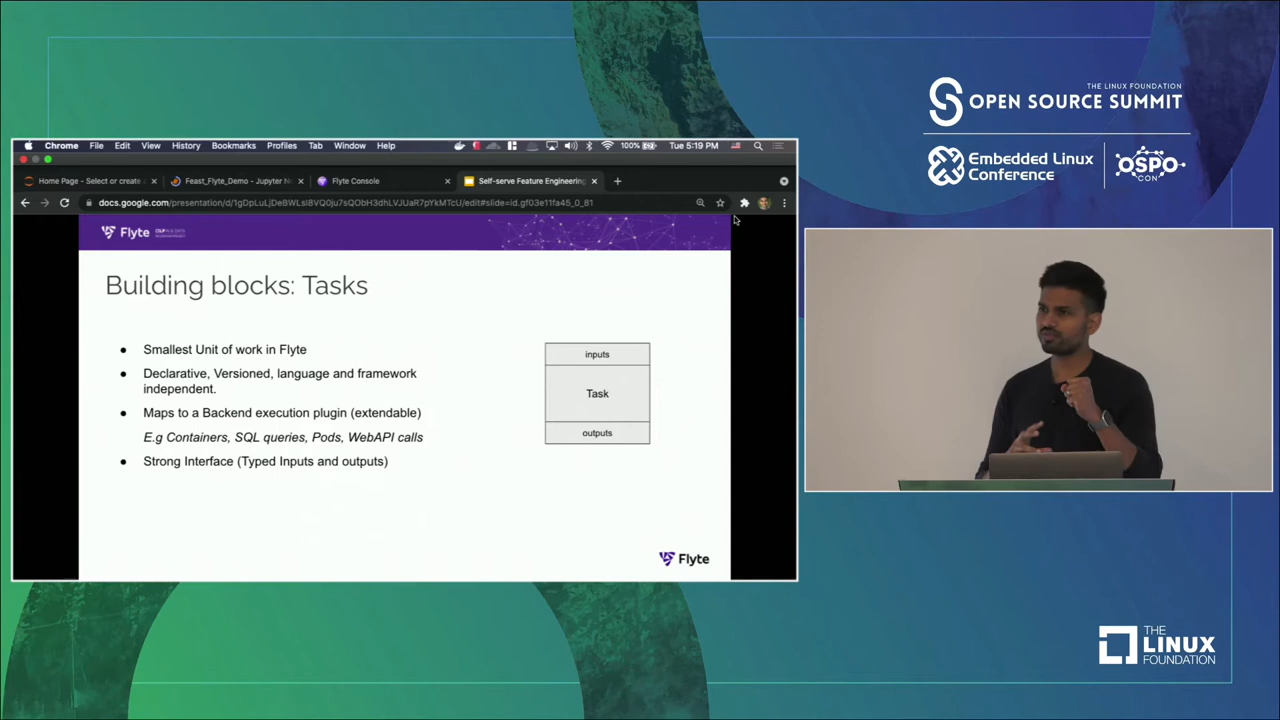 THE LINUX FOUNDATION
OPEN SOURCE SUMMIT
Embedded Linux
Conference
OSPO
CON
Chrome File Edit View History Bookmarks Profiles Tab Window Help 100% Tue 5:19 PM
Home Page - Select or create Feast_Flyte_Demo - Jupyter N Flyte Console Self-serve Feature Engineering
Flyte
Building blocks: Tasks
Smallest Unit of work in Flyte
Declarative, Versioned, language and framework
independent.
Maps to a Backend execution plugin (extendable)
E.g Containers, SQL queries, Pods, WebAPI calls
Strong Interface (Typed Inputs and outputs)
inputs
Task
outputs
Flyte
THE
LINUX
FOUNDATION